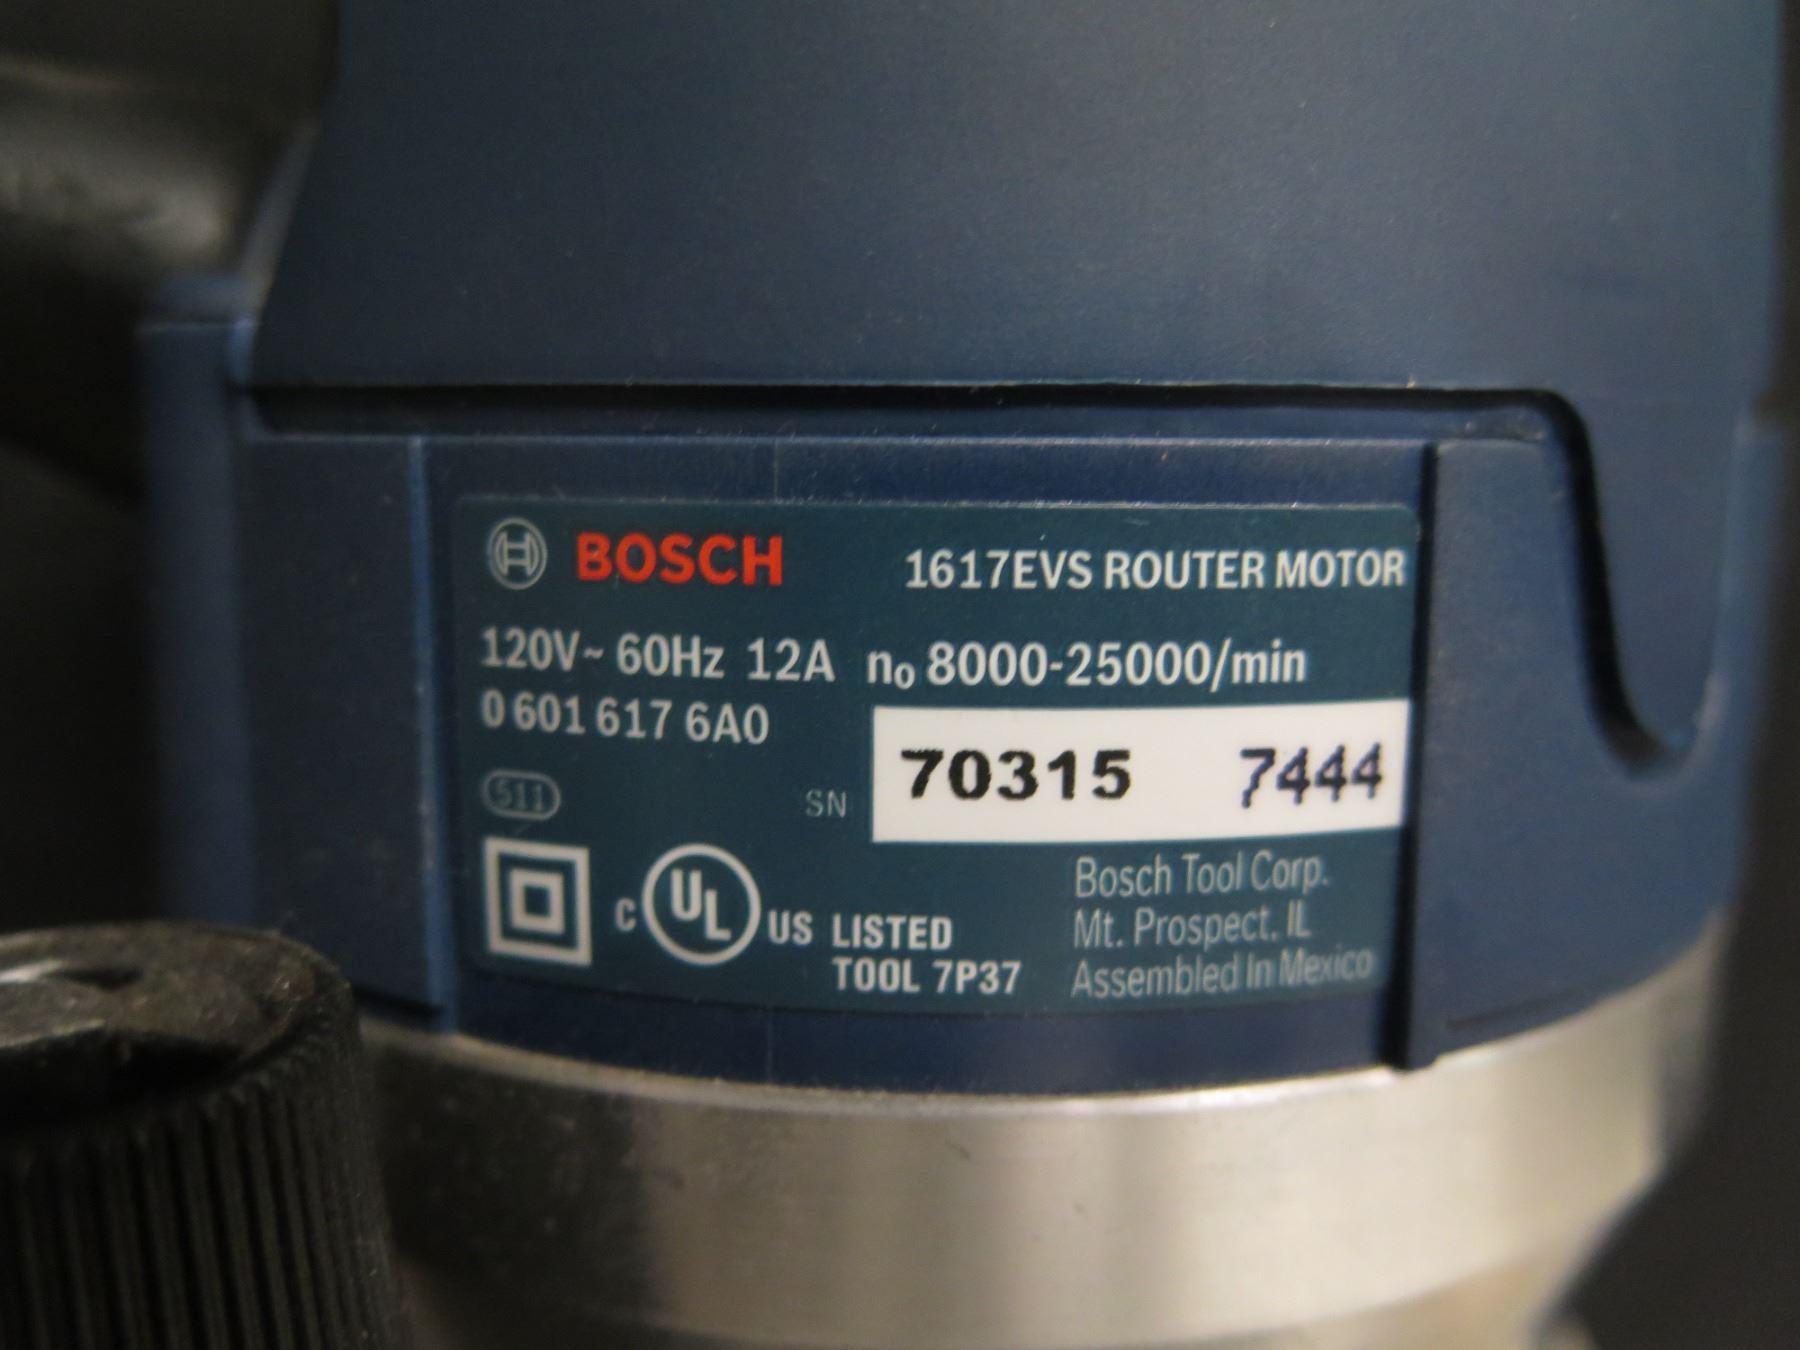 BOSCH 1617EVS ROUTER MOTOR
120V~ 60Hz 12A n₀ 8000-25000/min
0 601 617 6A0
511
SN 70315 7444
C UL US LISTED
TOOL 7P37
Bosch Tool Corp.
Mt. Prospect. IL
Assembled In Mexico